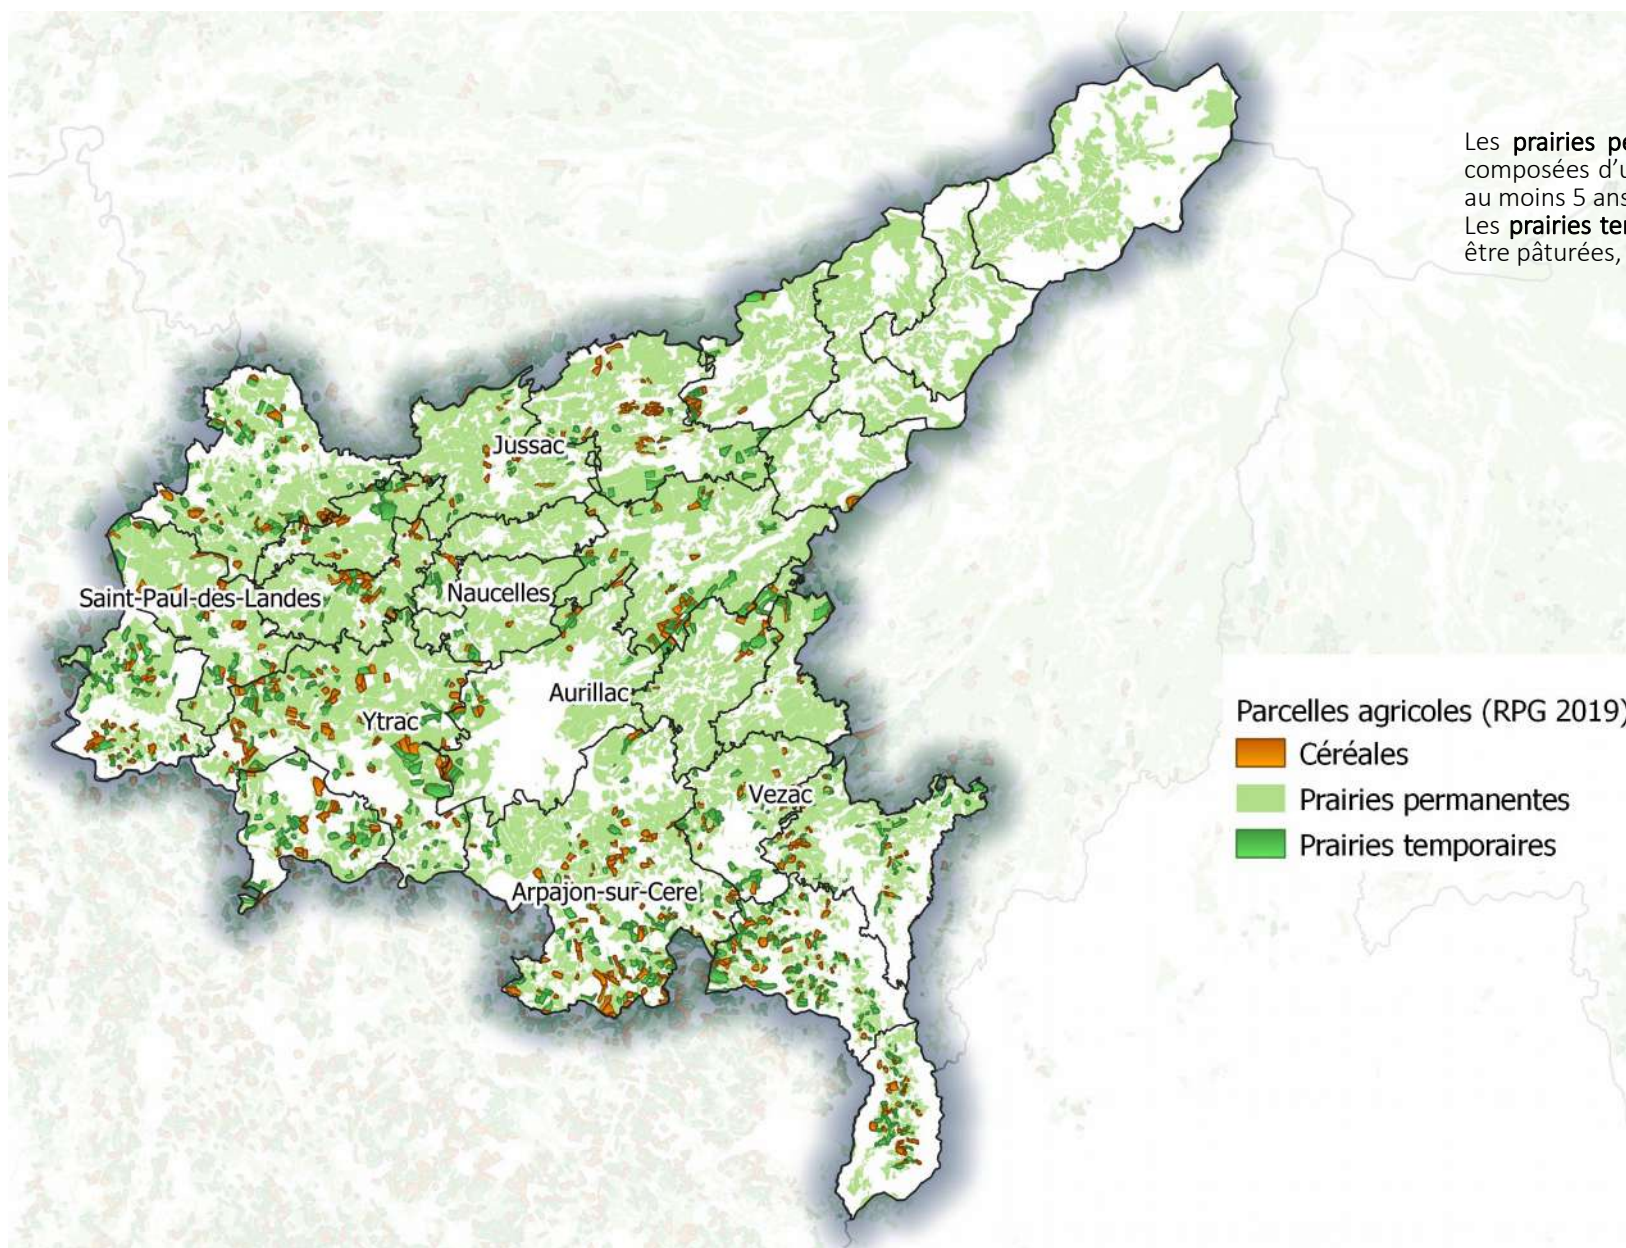 Les prairies pe
composées d'u
au moins 5 ans
Les prairies ter
être pâturées,
Jussac
Saint-Paul-des-Landes
Naucelles
Aurillac
Ytrac
Vezac
Arpajon-sur-Cere
Parcelles agricoles (RPG 2019)
Céréales
Prairies permanentes
Prairies temporaires